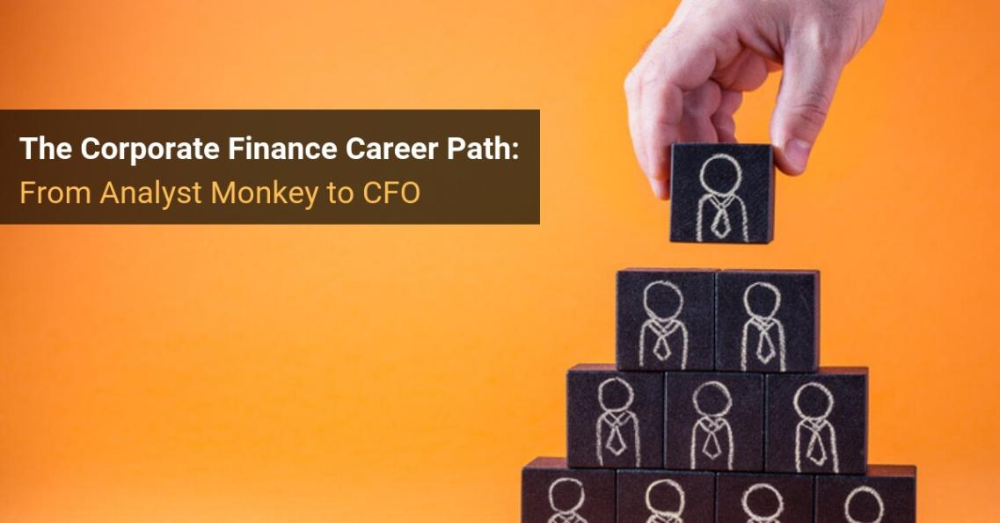 The Corporate Finance Career Path:
From Analyst Monkey to CFO